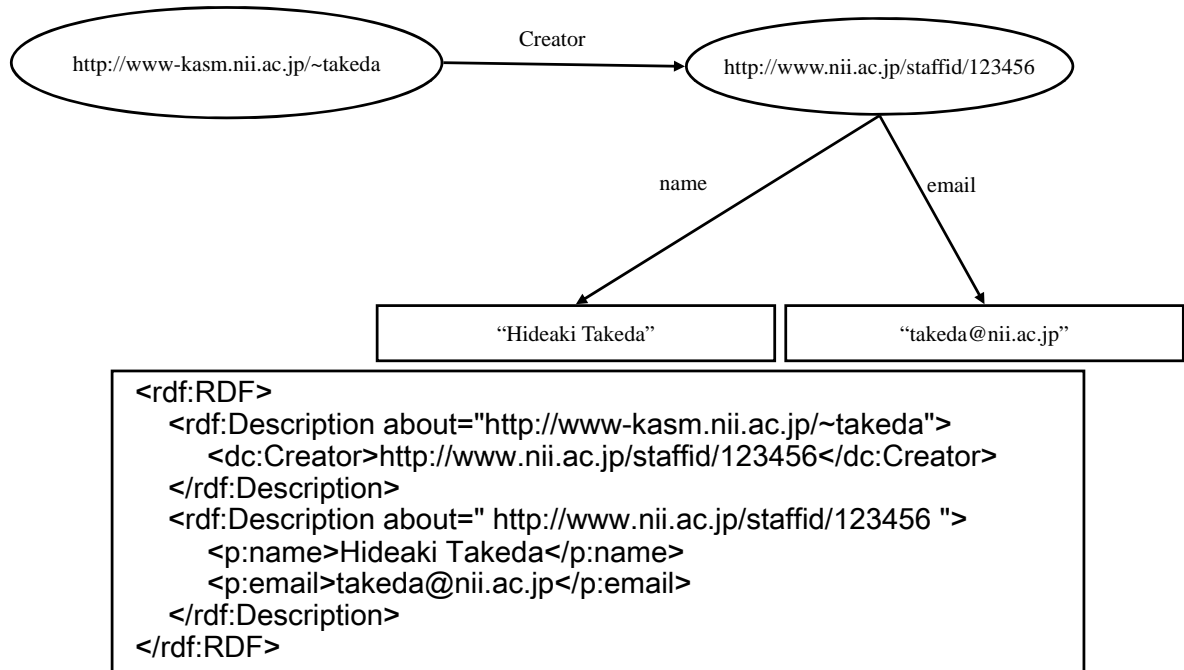 Creator
http://www-kasm.nii.ac.jp/~takeda
http://www.nii.ac.jp/staffid/123456
name
email
“Hideaki Takeda”
“takeda@nii.ac.jp”
<rdf:RDF>
<rdf:Description about="http://www-kasm.nii.ac.jp/~takeda">
<dc:Creator>http://www.nii.ac.jp/staffid/123456</dc:Creator>
</rdf:Description>
<rdf:Description about=" http://www.nii.ac.jp/staffid/123456 ">
<p:name>Hideaki Takeda</p:name>
<p:email>takeda@nii.ac.jp</p:email>
</rdf:Description>
</rdf:RDF>